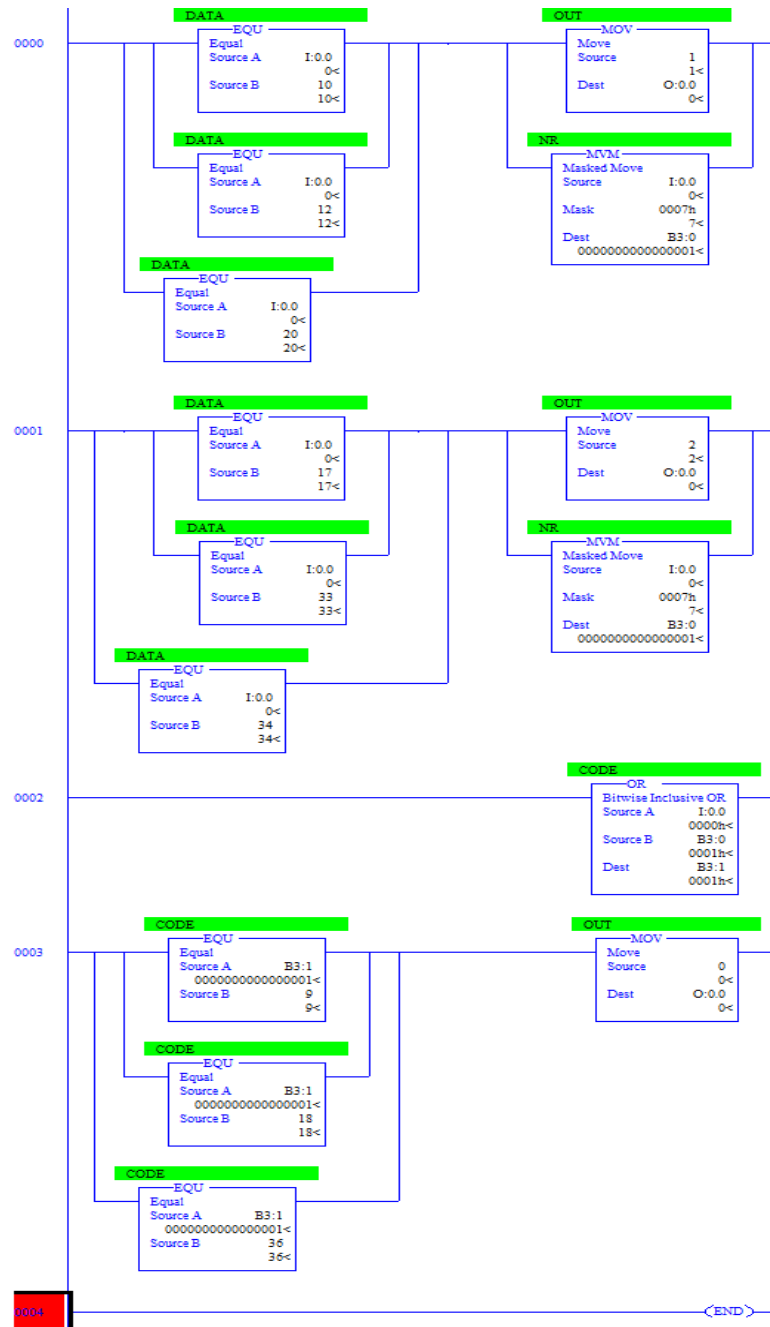 0000
DATA
EQU
Equal
Source A I:0.0
0<
Source B 10
10<
OUT
MOV
Move
Source 1
1<
Dest O:0.0
0<
DATA
EQU
Equal
Source A I:0.0
0<
Source B 12
12<
NR
MVM
Masked Move
Source I:0.0
0<
Mask 0007h
7<
Dest B3:0
0000000000000001<
DATA
EQU
Equal
Source A I:0.0
0<
Source B 20
20<
0001
DATA
EQU
Equal
Source A I:0.0
0<
Source B 17
17<
OUT
MOV
Move
Source 2
2<
Dest O:0.0
0<
DATA
EQU
Equal
Source A I:0.0
0<
Source B 33
33<
NR
MVM
Masked Move
Source I:0.0
0<
Mask 0007h
7<
Dest B3:0
0000000000000001<
DATA
EQU
Equal
Source A I:0.0
0<
Source B 34
34<
0002
CODE
OR
Bitwise Inclusive OR
Source A I:0.0
0000h<
Source B B3:0
0001h<
Dest B3:1
0001h<
0003
CODE
EQU
Equal
Source A B3:1
0000000000000001<
Source B 9
9<
OUT
MOV
Move
Source 0
0<
Dest O:0.0
0<
CODE
EQU
Equal
Source A B3:1
0000000000000001<
Source B 18
18<
CODE
EQU
Equal
Source A B3:1
0000000000000001<
Source B 36
36<
0004
(END)